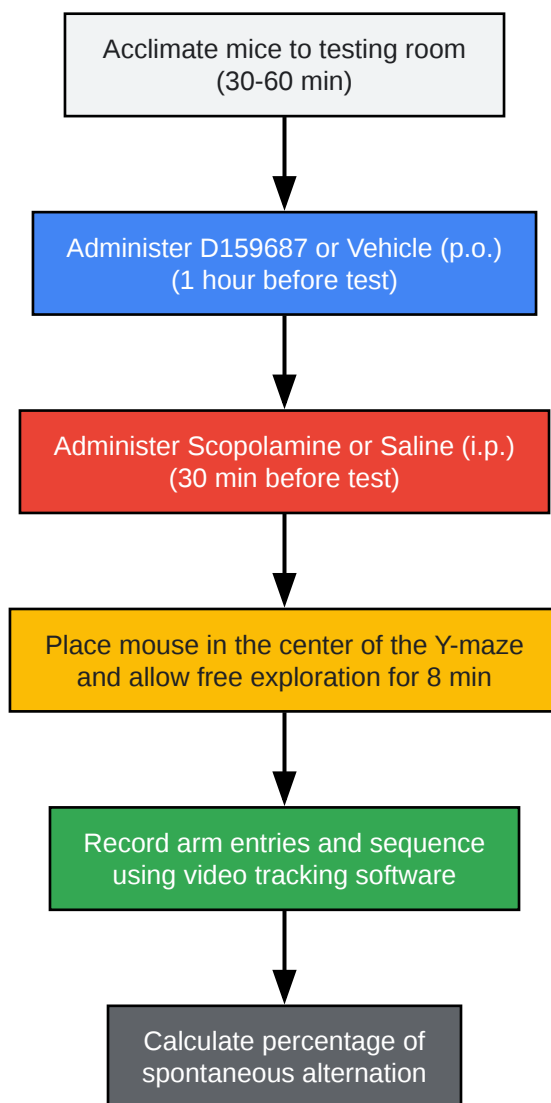 Acclimate mice to testing room
(30-60 min)
Administer D159687 or Vehicle (p.o.)
(1 hour before test)
Administer Scopolamine or Saline (i.p.)
(30 min before test)
Place mouse in the center of the Y-maze
and allow free exploration for 8 min
Record arm entries and sequence
using video tracking software
Calculate percentage of
spontaneous alternation